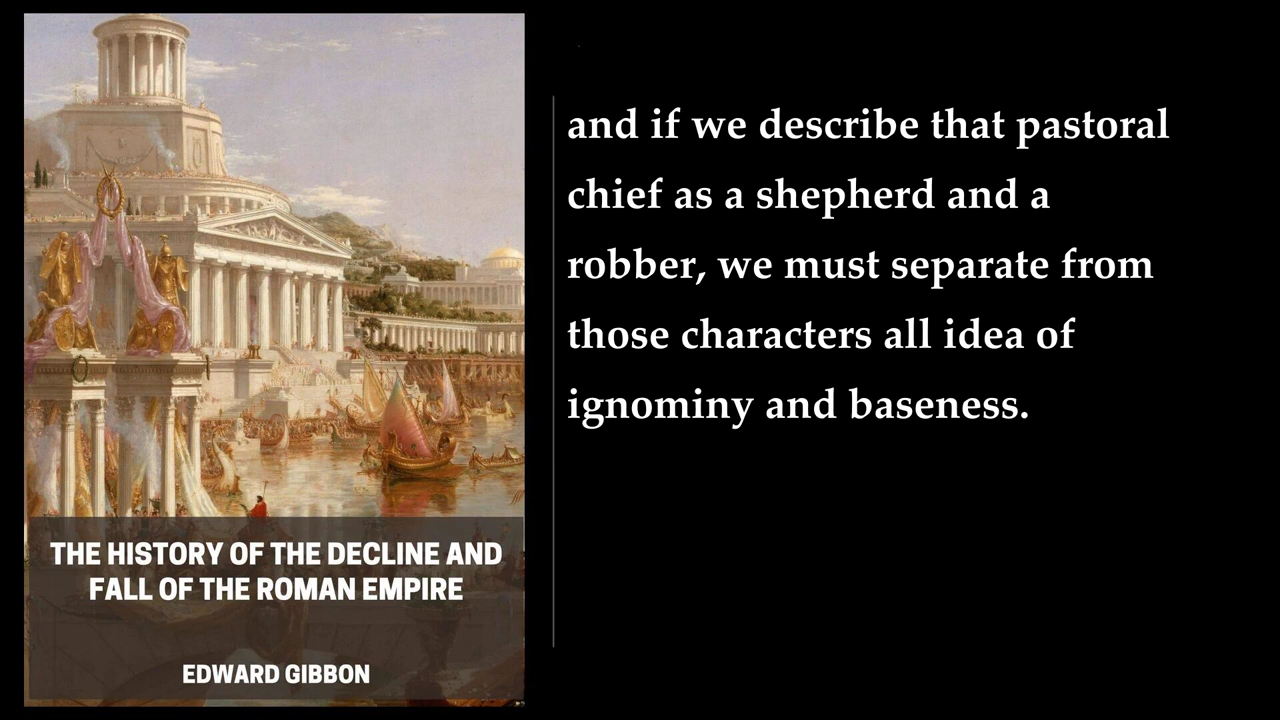 and if we describe that pastoral
chief as a shepherd and a
robber, we must separate from
those characters all idea of
ignominy and baseness.
THE HISTORY OF THE DECLINE AND
FALL OF THE ROMAN EMPIRE
EDWARD GIBBON